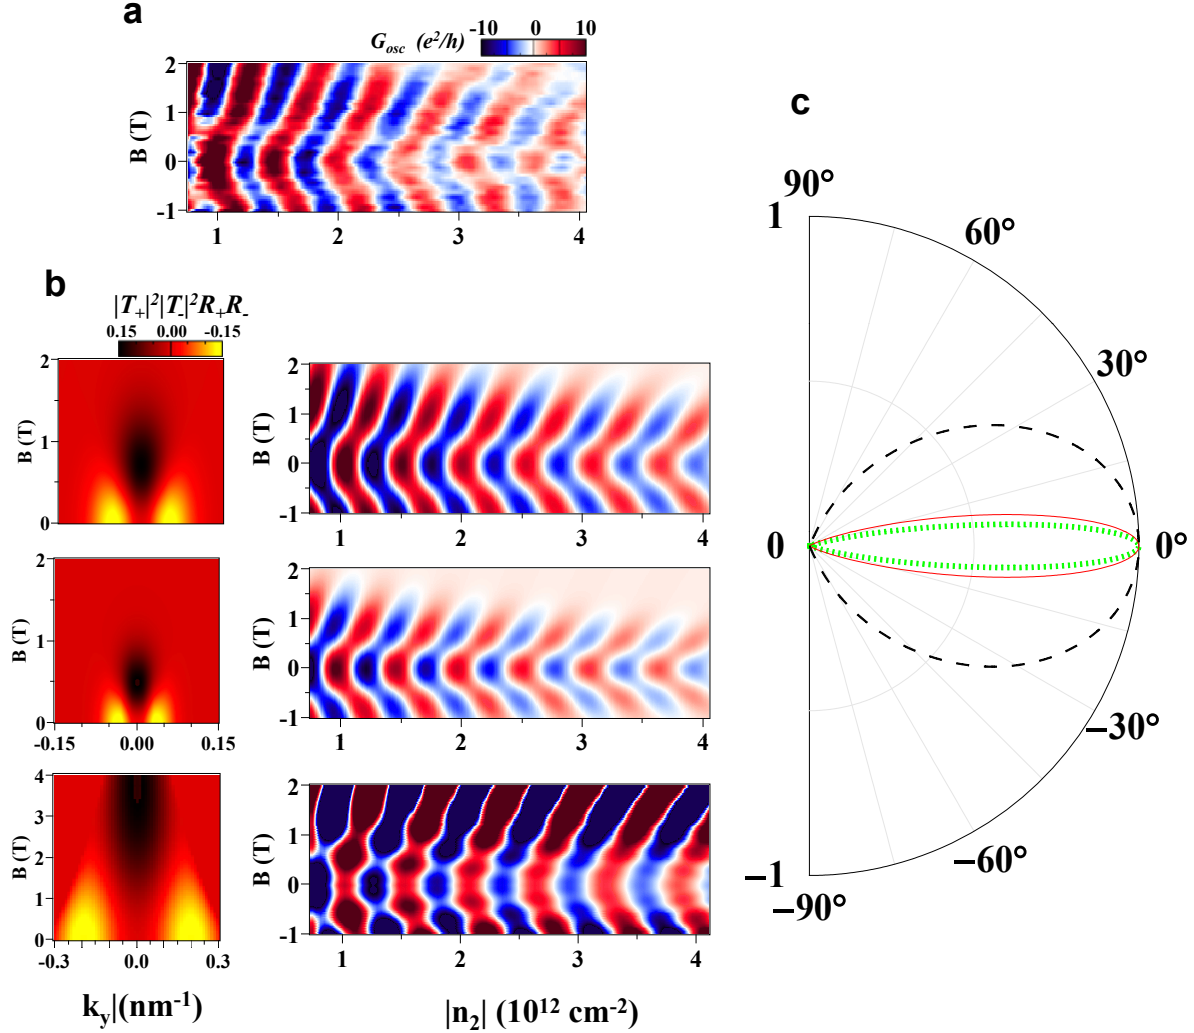 a
G_osc (e²/h)
-10 0 10
B (T)
2
1
0
-1
1 2 3 4
b
|T₊|²|T₋|²R₊R₋
0.15 0.00 -0.15
B (T)
2
1
0
B (T)
2
1
0
-1
1 2 3 4
B (T)
2
1
0
-0.15 0.00 0.15
B (T)
2
1
0
-1
1 2 3 4
B (T)
4
3
2
1
0
-0.3 0.0 0.3
k_y|(nm⁻¹)
B (T)
2
1
0
-1
1 2 3 4
|n₂| (10¹² cm⁻²)
c
90°
1
60°
30°
0
0°
−30°
−60°
−1
−90°